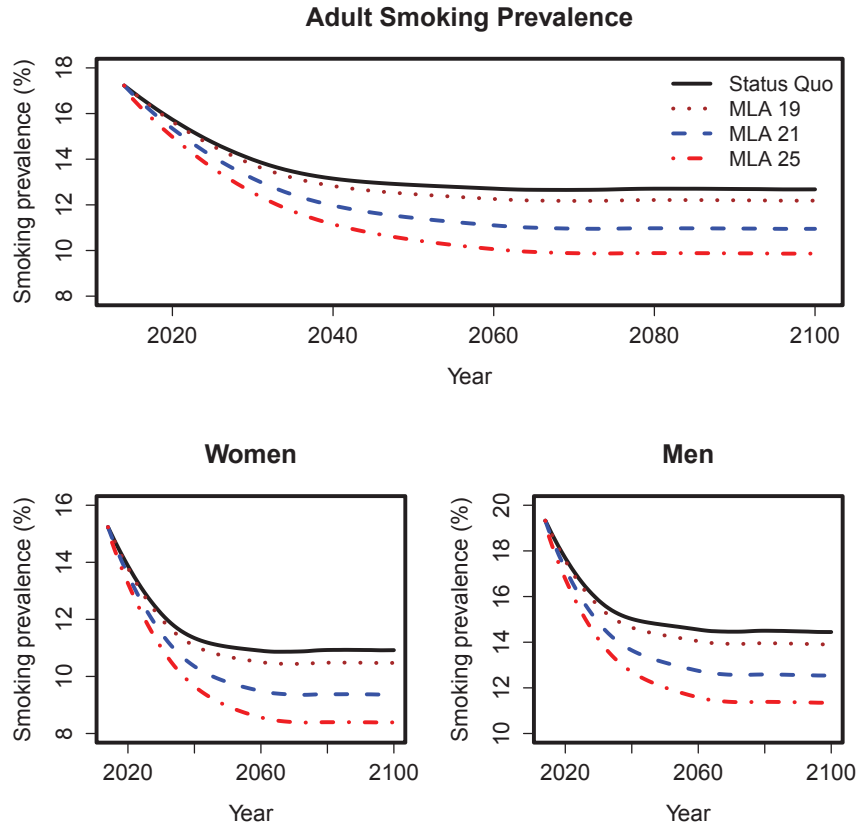 Adult Smoking Prevalence
Smoking prevalence (%)
18
16
14
12
10
8
Status Quo
MLA 19
MLA 21
MLA 25
2020 2040 2060 2080 2100
Year
Women
Smoking prevalence (%)
16
14
12
10
8
2020 2060 2100
Year
Men
Smoking prevalence (%)
20
18
16
14
12
10
2020 2060 2100
Year